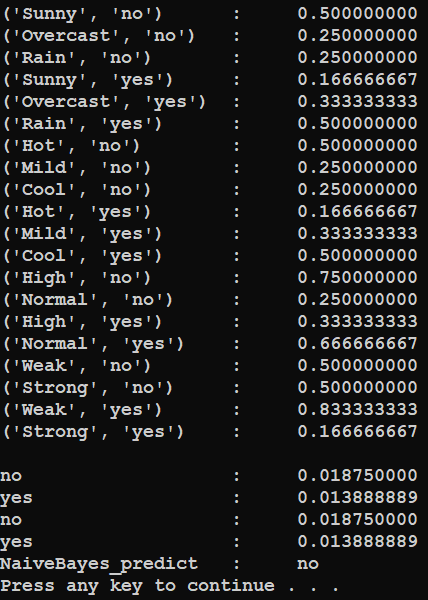 ('Sunny', 'no') : 0.500000000
('Overcast', 'no') : 0.250000000
('Rain', 'no') : 0.250000000
('Sunny', 'yes') : 0.166666667
('Overcast', 'yes') : 0.333333333
('Rain', 'yes') : 0.500000000
('Hot', 'no') : 0.500000000
('Mild', 'no') : 0.250000000
('Cool', 'no') : 0.250000000
('Hot', 'yes') : 0.166666667
('Mild', 'yes') : 0.333333333
('Cool', 'yes') : 0.500000000
('High', 'no') : 0.750000000
('Normal', 'no') : 0.250000000
('High', 'yes') : 0.333333333
('Normal', 'yes') : 0.666666667
('Weak', 'no') : 0.500000000
('Strong', 'no') : 0.500000000
('Weak', 'yes') : 0.833333333
('Strong', 'yes') : 0.166666667
no : 0.018750000
yes : 0.013888889
no : 0.018750000
yes : 0.013888889
NaiveBayes_predict : no
Press any key to continue . . .